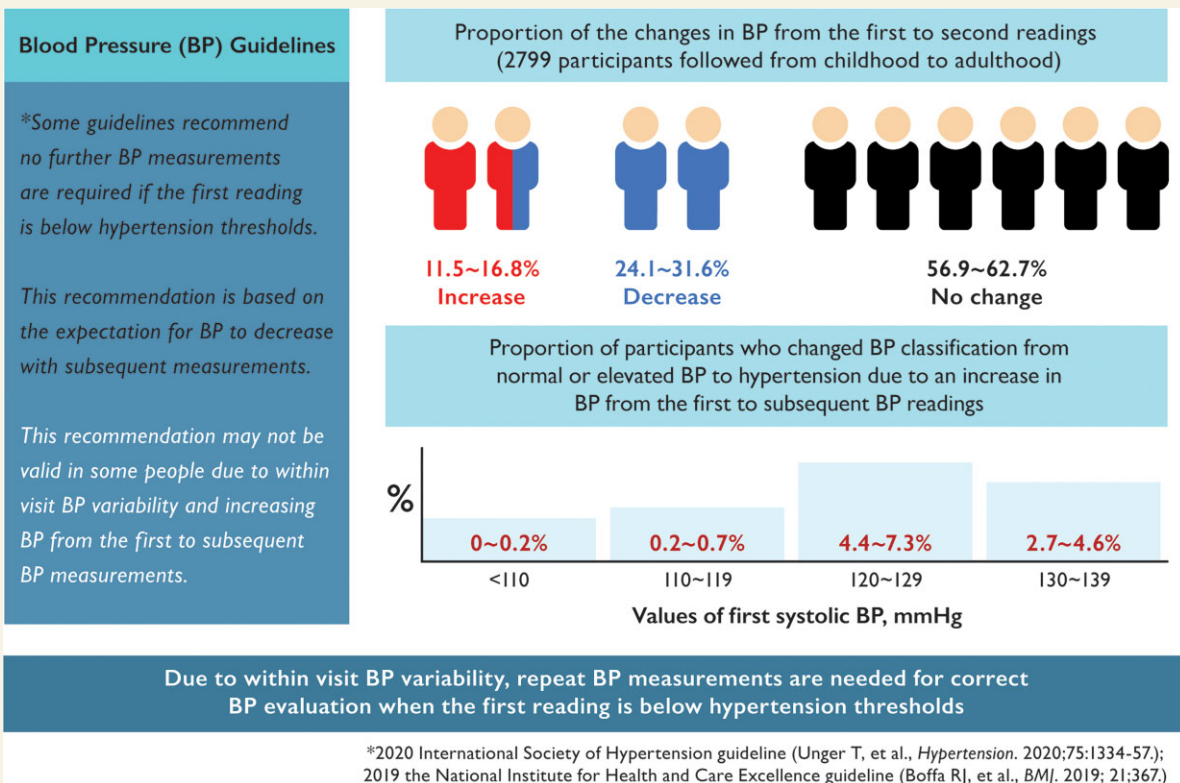 Blood Pressure (BP) Guidelines
*Some guidelines recommend
no further BP measurements
are required if the first reading
is below hypertension thresholds.
This recommendation is based on
the expectation for BP to decrease
with subsequent measurements.
This recommendation may not be
valid in some people due to within
visit BP variability and increasing
BP from the first to subsequent
BP measurements.
Proportion of the changes in BP from the first to second readings
(2799 participants followed from childhood to adulthood)
11.5~16.8%
Increase
24.1~31.6%
Decrease
56.9~62.7%
No change
Proportion of participants who changed BP classification from
normal or elevated BP to hypertension due to an increase in
BP from the first to subsequent BP readings
%
0~0.2%
0.2~0.7%
4.4~7.3%
2.7~4.6%
<110
110~119
120~129
130~139
Values of first systolic BP, mmHg
Due to within visit BP variability, repeat BP measurements are needed for correct
BP evaluation when the first reading is below hypertension thresholds
*2020 International Society of Hypertension guideline (Unger T, et al., Hypertension. 2020;75:1334-57.);
2019 the National Institute for Health and Care Excellence guideline (Boffa RJ, et al., BMJ. 2019; 21;367.)